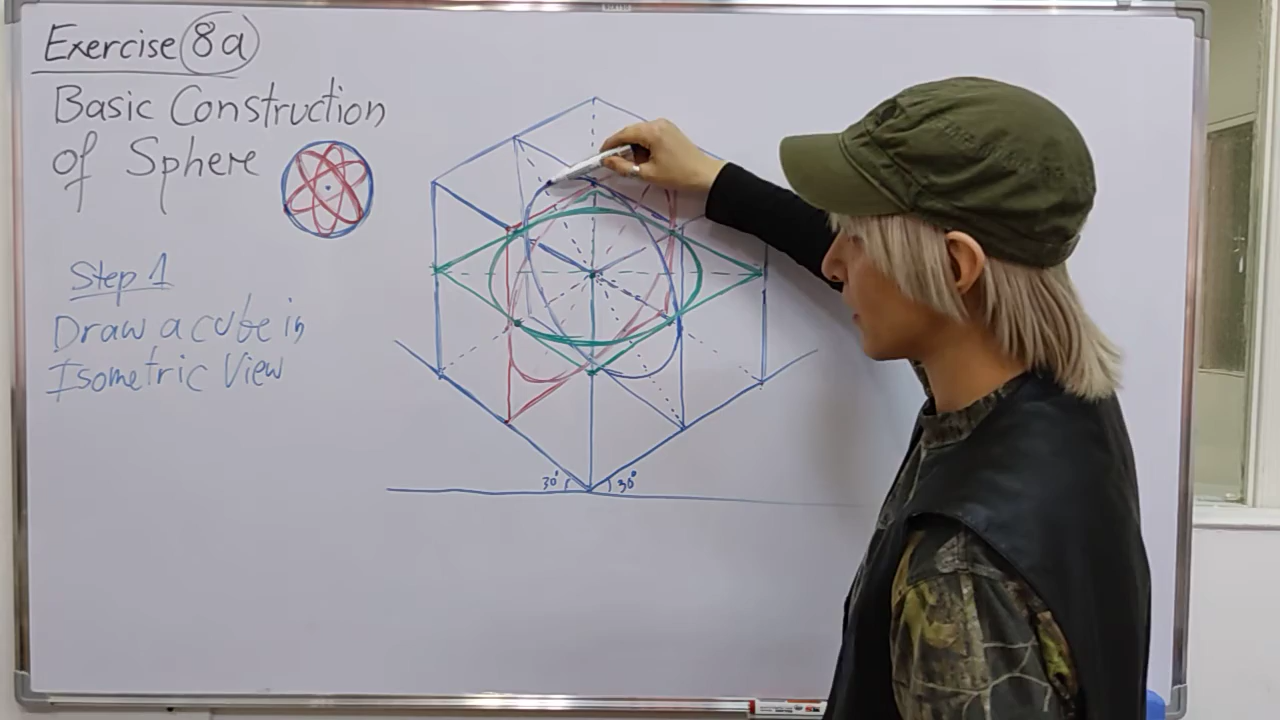 Exercise 8a
Basic Construction
of Sphere
Step 1
Draw a cube in
Isometric View
30° 30°